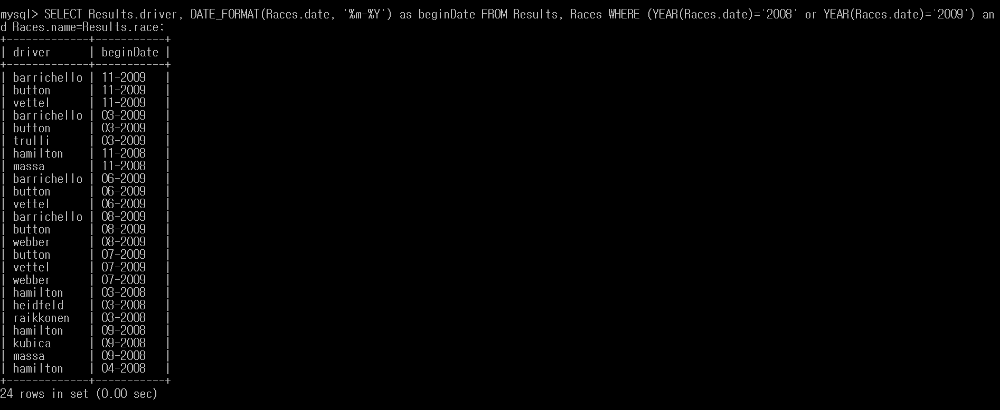 mysql> SELECT Results.driver, DATE_FORMAT(Races.date, '%m-%Y') as beginDate FROM Results, Races WHERE (YEAR(Races.date)='2008' or YEAR(Races.date)='2009') an
d Races.name=Results.race;
+-------------+-----------+
| driver      | beginDate |
+-------------+-----------+
| barrichello | 11-2009   |
| button      | 11-2009   |
| vettel      | 11-2009   |
| barrichello | 03-2009   |
| button      | 03-2009   |
| trulli      | 03-2009   |
| hamilton    | 11-2008   |
| massa       | 11-2008   |
| barrichello | 06-2009   |
| button      | 06-2009   |
| vettel      | 06-2009   |
| barrichello | 08-2009   |
| button      | 08-2009   |
| webber      | 08-2009   |
| button      | 07-2009   |
| vettel      | 07-2009   |
| webber      | 07-2009   |
| hamilton    | 03-2008   |
| heidfeld    | 03-2008   |
| raikkonen   | 03-2008   |
| hamilton    | 09-2008   |
| kubica      | 09-2008   |
| massa       | 09-2008   |
| hamilton    | 04-2008   |
+-------------+-----------+
24 rows in set (0.00 sec)